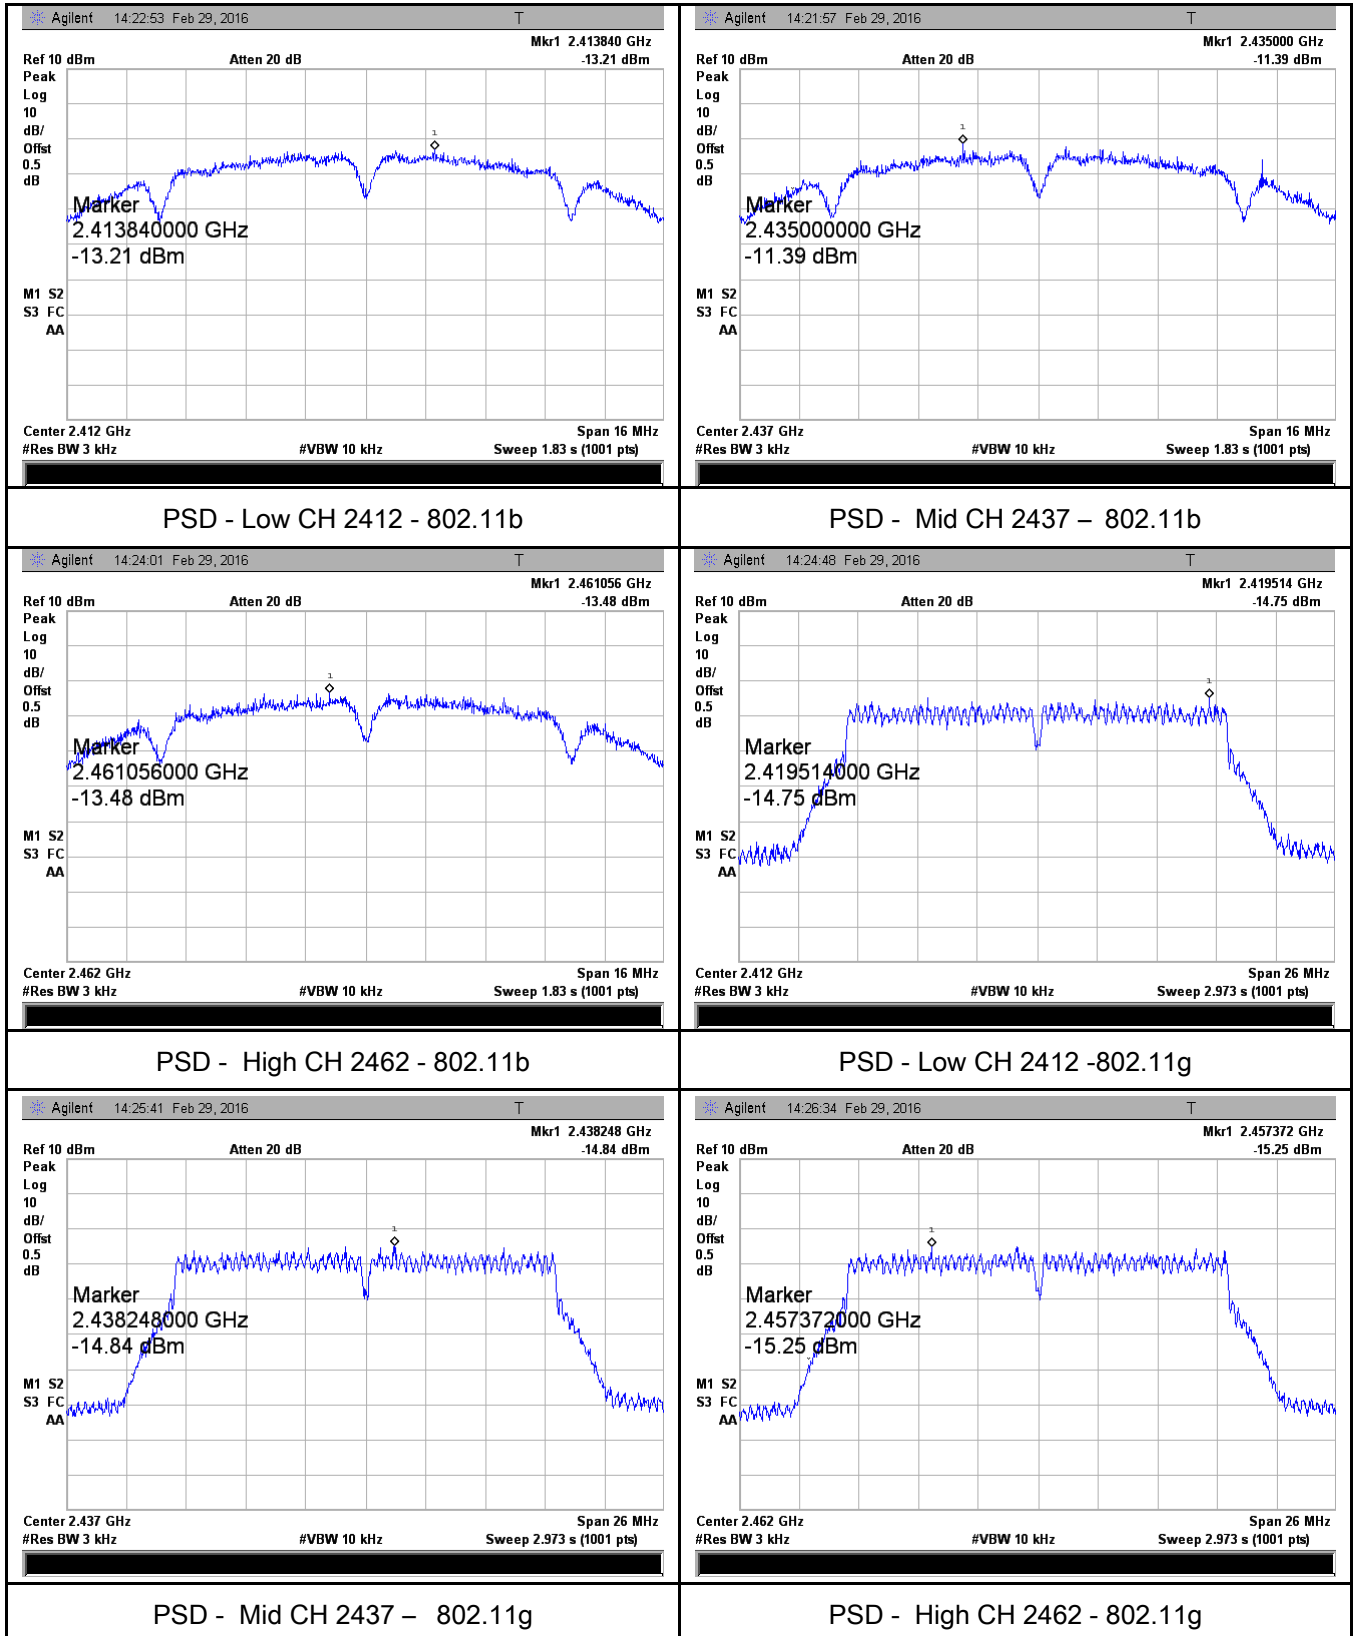 Agilent 14:22:53 Feb 29, 2016 T
Mkr1 2.413840 GHz
Ref 10 dBm Atten 20 dB -13.21 dBm
Peak
Log
10
dB/
Offst
0.5
dB
1
Marker
2.413840000 GHz
-13.21 dBm
M1 S2
S3 FC
AA
Center 2.412 GHz Span 16 MHz
#Res BW 3 kHz #VBW 10 kHz Sweep 1.83 s (1001 pts)
PSD - Low CH 2412 - 802.11b
Agilent 14:21:57 Feb 29, 2016 T
Mkr1 2.435000 GHz
Ref 10 dBm Atten 20 dB -11.39 dBm
Peak
Log
10
dB/
Offst
0.5
dB
1
Marker
2.435000000 GHz
-11.39 dBm
M1 S2
S3 FC
AA
Center 2.437 GHz Span 16 MHz
#Res BW 3 kHz #VBW 10 kHz Sweep 1.83 s (1001 pts)
PSD - Mid CH 2437 – 802.11b
Agilent 14:24:01 Feb 29, 2016 T
Mkr1 2.461056 GHz
Ref 10 dBm Atten 20 dB -13.48 dBm
Peak
Log
10
dB/
Offst
0.5
dB
1
Marker
2.461056000 GHz
-13.48 dBm
M1 S2
S3 FC
AA
Center 2.462 GHz Span 16 MHz
#Res BW 3 kHz #VBW 10 kHz Sweep 1.83 s (1001 pts)
PSD - High CH 2462 - 802.11b
Agilent 14:24:48 Feb 29, 2016 T
Mkr1 2.419514 GHz
Ref 10 dBm Atten 20 dB -14.75 dBm
Peak
Log
10
dB/
Offst
0.5
dB
1
Marker
2.419514000 GHz
-14.75 dBm
M1 S2
S3 FC
AA
Center 2.412 GHz Span 26 MHz
#Res BW 3 kHz #VBW 10 kHz Sweep 2.973 s (1001 pts)
PSD - Low CH 2412 -802.11g
Agilent 14:25:41 Feb 29, 2016 T
Mkr1 2.438248 GHz
Ref 10 dBm Atten 20 dB -14.84 dBm
Peak
Log
10
dB/
Offst
0.5
dB
1
Marker
2.438248000 GHz
-14.84 dBm
M1 S2
S3 FC
AA
Center 2.437 GHz Span 26 MHz
#Res BW 3 kHz #VBW 10 kHz Sweep 2.973 s (1001 pts)
PSD - Mid CH 2437 – 802.11g
Agilent 14:26:34 Feb 29, 2016 T
Mkr1 2.457372 GHz
Ref 10 dBm Atten 20 dB -15.25 dBm
Peak
Log
10
dB/
Offst
0.5
dB
1
Marker
2.457372000 GHz
-15.25 dBm
M1 S2
S3 FC
AA
Center 2.462 GHz Span 26 MHz
#Res BW 3 kHz #VBW 10 kHz Sweep 2.973 s (1001 pts)
PSD - High CH 2462 - 802.11g